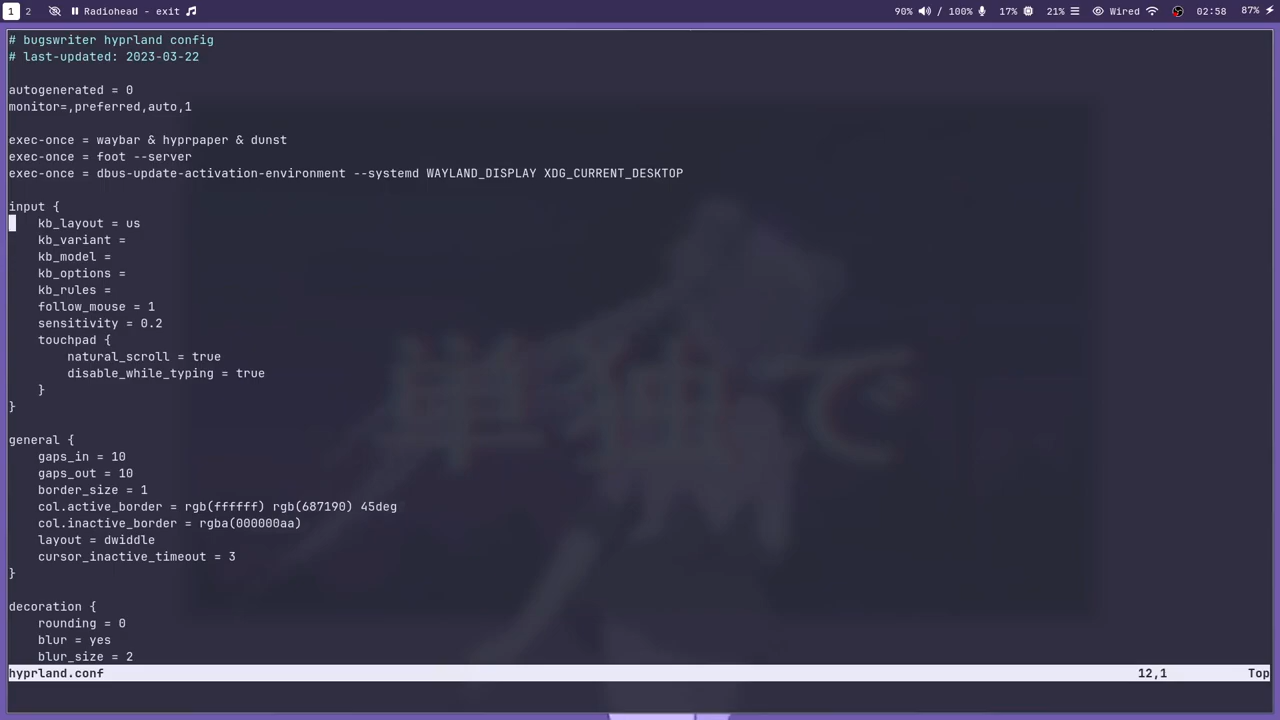 1 2 Radiohead - exit 90% / 100% 17% 21% Wired 02:58 87%
# bugswriter hyprland config
# last-updated: 2023-03-22
autogenerated = 0
monitor=,preferred,auto,1
exec-once = waybar & hyprpaper & dunst
exec-once = foot --server
exec-once = dbus-update-activation-environment --systemd WAYLAND_DISPLAY XDG_CURRENT_DESKTOP
input {
    kb_layout = us
    kb_variant =
    kb_model =
    kb_options =
    kb_rules =
    follow_mouse = 1
    sensitivity = 0.2
    touchpad {
        natural_scroll = true
        disable_while_typing = true
    }
}
general {
    gaps_in = 10
    gaps_out = 10
    border_size = 1
    col.active_border = rgb(ffffff) rgb(687190) 45deg
    col.inactive_border = rgba(000000aa)
    layout = dwiddle
    cursor_inactive_timeout = 3
}
decoration {
    rounding = 0
    blur = yes
    blur_size = 2
単独で
hyprland.conf 12,1 Top